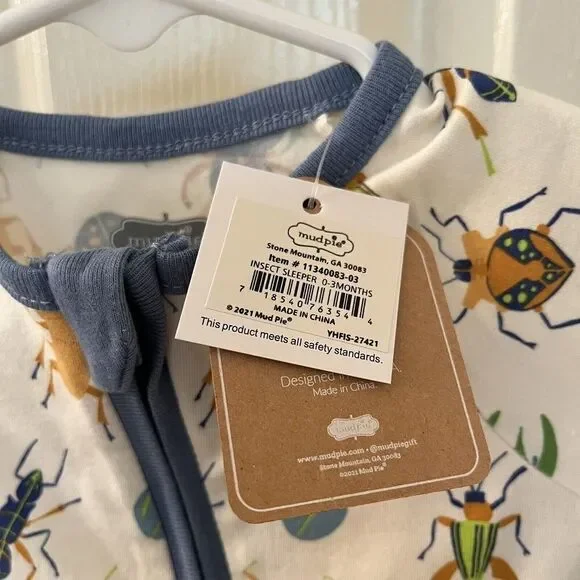 mudpie®
Stone Mountain, GA 30083
Item # 11340083-03
INSECT SLEEPER 0-3MONTHS
7 18540 76354 4
MADE IN CHINA
© 2021 Mud Pie®
YHFIS-27421
This product meets all safety standards.
Designed
Made in China.
mudpie
www.mudpie.com • @mudpiegift
Stone Mountain, GA 30083
©2021 Mud Pie®